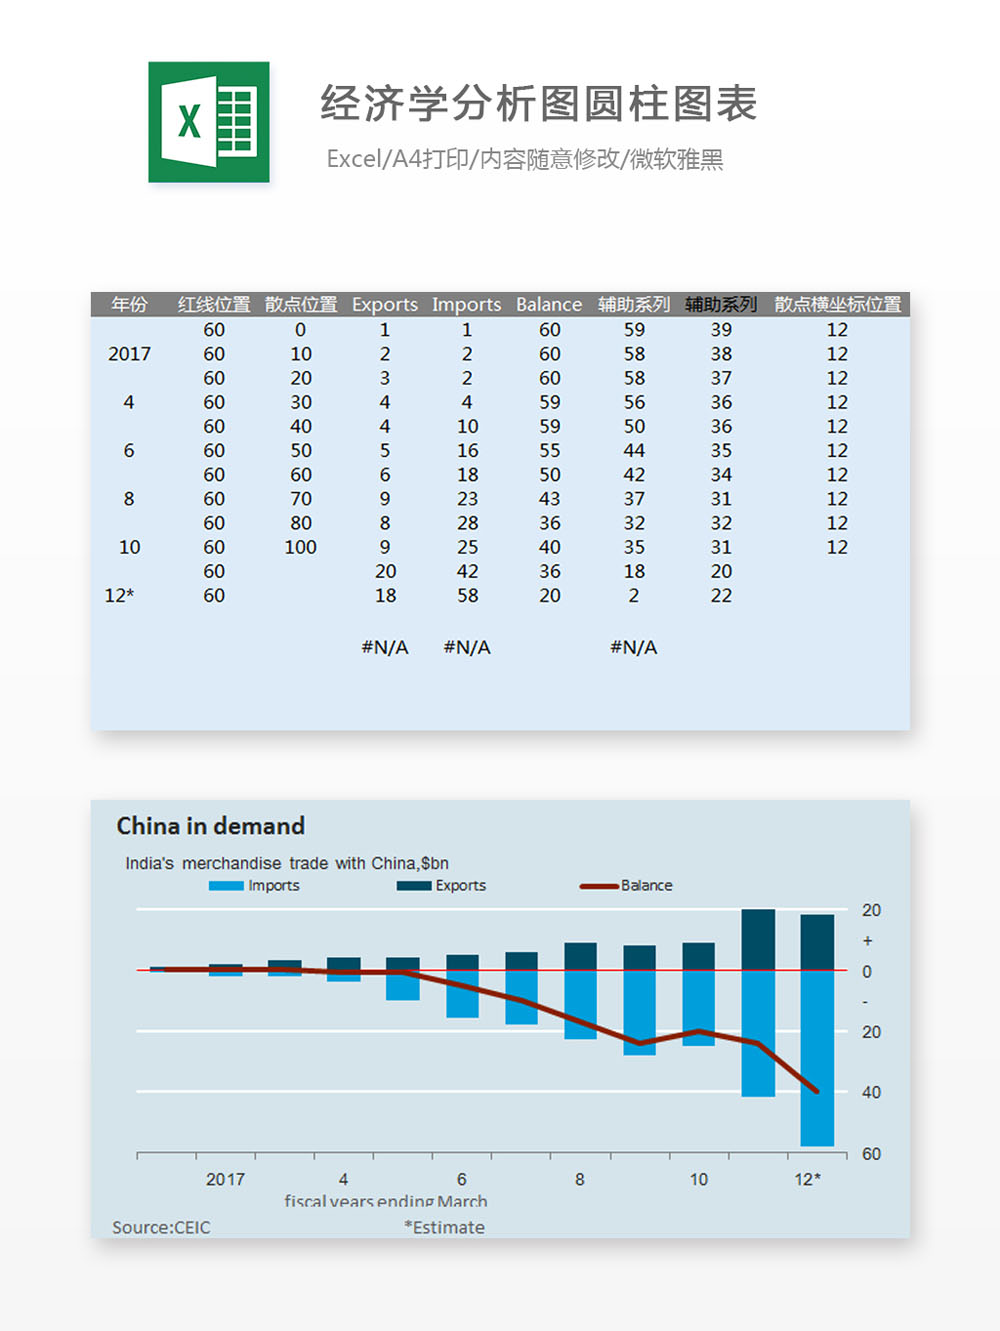 X
经济学分析图圆柱图表
Excel/A4打印/内容随意修改/微软雅黑
年份 红线位置 散点位置 Exports Imports Balance 辅助系列 辅助系列 散点横坐标位置
60 0 1 1 60 59 39 12
2017 60 10 2 2 60 58 38 12
60 20 3 2 60 58 37 12
4 60 30 4 4 59 56 36 12
60 40 4 10 59 50 36 12
6 60 50 5 16 55 44 35 12
60 60 6 18 50 42 34 12
8 60 70 9 23 43 37 31 12
60 80 8 28 36 32 32 12
10 60 100 9 25 40 35 31 12
60 20 42 36 18 20
12* 60 18 58 20 2 22
#N/A #N/A #N/A
China in demand
India's merchandise trade with China,$bn
Imports Exports Balance
20
+
0
-
20
40
60
2017 4 6 8 10 12*
fiscal years ending March
Source:CEIC *Estimate